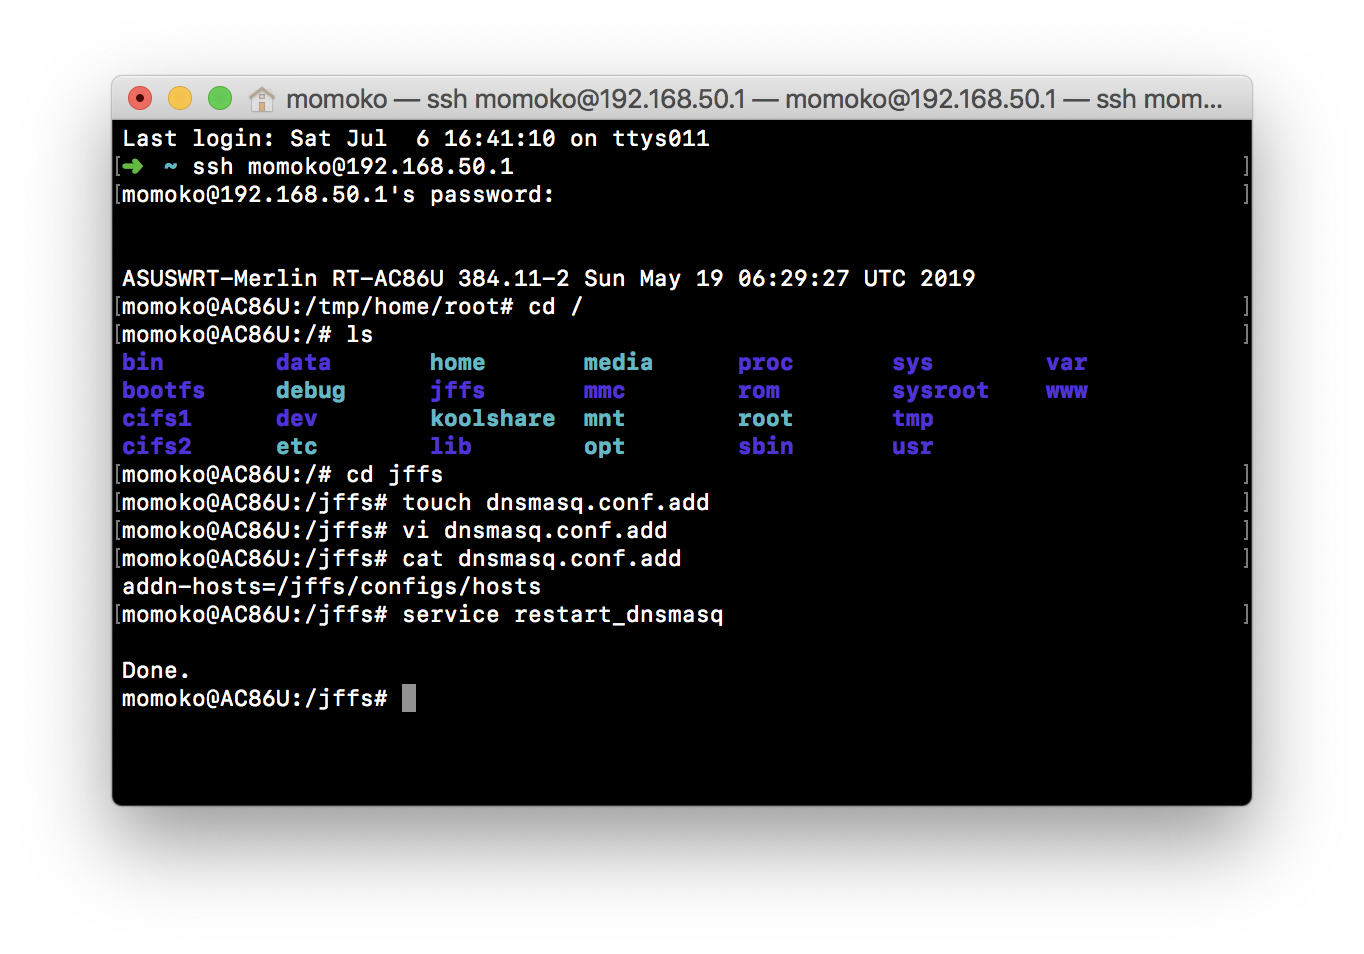 momoko — ssh momoko@192.168.50.1 — momoko@192.168.50.1 — ssh mom...
Last login: Sat Jul  6 16:41:10 on ttys011
[➜  ~ ssh momoko@192.168.50.1 ]
[momoko@192.168.50.1's password: ]
ASUSWRT-Merlin RT-AC86U 384.11-2 Sun May 19 06:29:27 UTC 2019
[momoko@AC86U:/tmp/home/root# cd / ]
[momoko@AC86U:/# ls ]
bin data home media proc sys var
bootfs debug jffs mmc rom sysroot www
cifs1 dev koolshare mnt root tmp
cifs2 etc lib opt sbin usr
[momoko@AC86U:/# cd jffs ]
[momoko@AC86U:/jffs# touch dnsmasq.conf.add ]
[momoko@AC86U:/jffs# vi dnsmasq.conf.add ]
[momoko@AC86U:/jffs# cat dnsmasq.conf.add ]
addn-hosts=/jffs/configs/hosts
[momoko@AC86U:/jffs# service restart_dnsmasq ]
Done.
momoko@AC86U:/jffs#